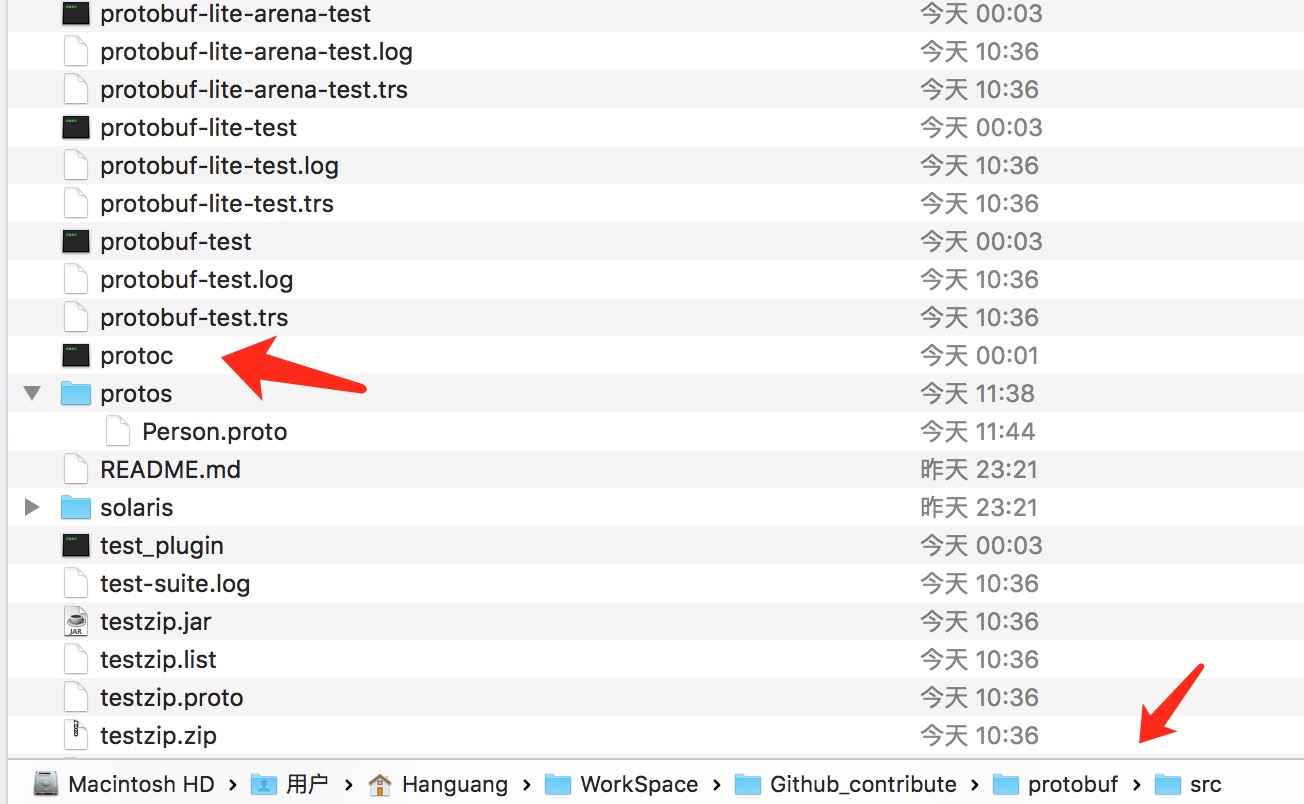 protobuf-lite-arena-test 今天 00:03
protobuf-lite-arena-test.log 今天 10:36
protobuf-lite-arena-test.trs 今天 10:36
protobuf-lite-test 今天 00:03
protobuf-lite-test.log 今天 10:36
protobuf-lite-test.trs 今天 10:36
protobuf-test 今天 00:03
protobuf-test.log 今天 10:36
protobuf-test.trs 今天 10:36
protoc 今天 00:01
protos 今天 11:38
Person.proto 今天 11:44
README.md 昨天 23:21
solaris 昨天 23:21
test_plugin 今天 00:03
test-suite.log 今天 10:36
testzip.jar 今天 10:36
testzip.list 今天 10:36
testzip.proto 今天 10:36
testzip.zip 今天 10:36
Macintosh HD › 用户 › Hanguang › WorkSpace › Github_contribute › protobuf › src